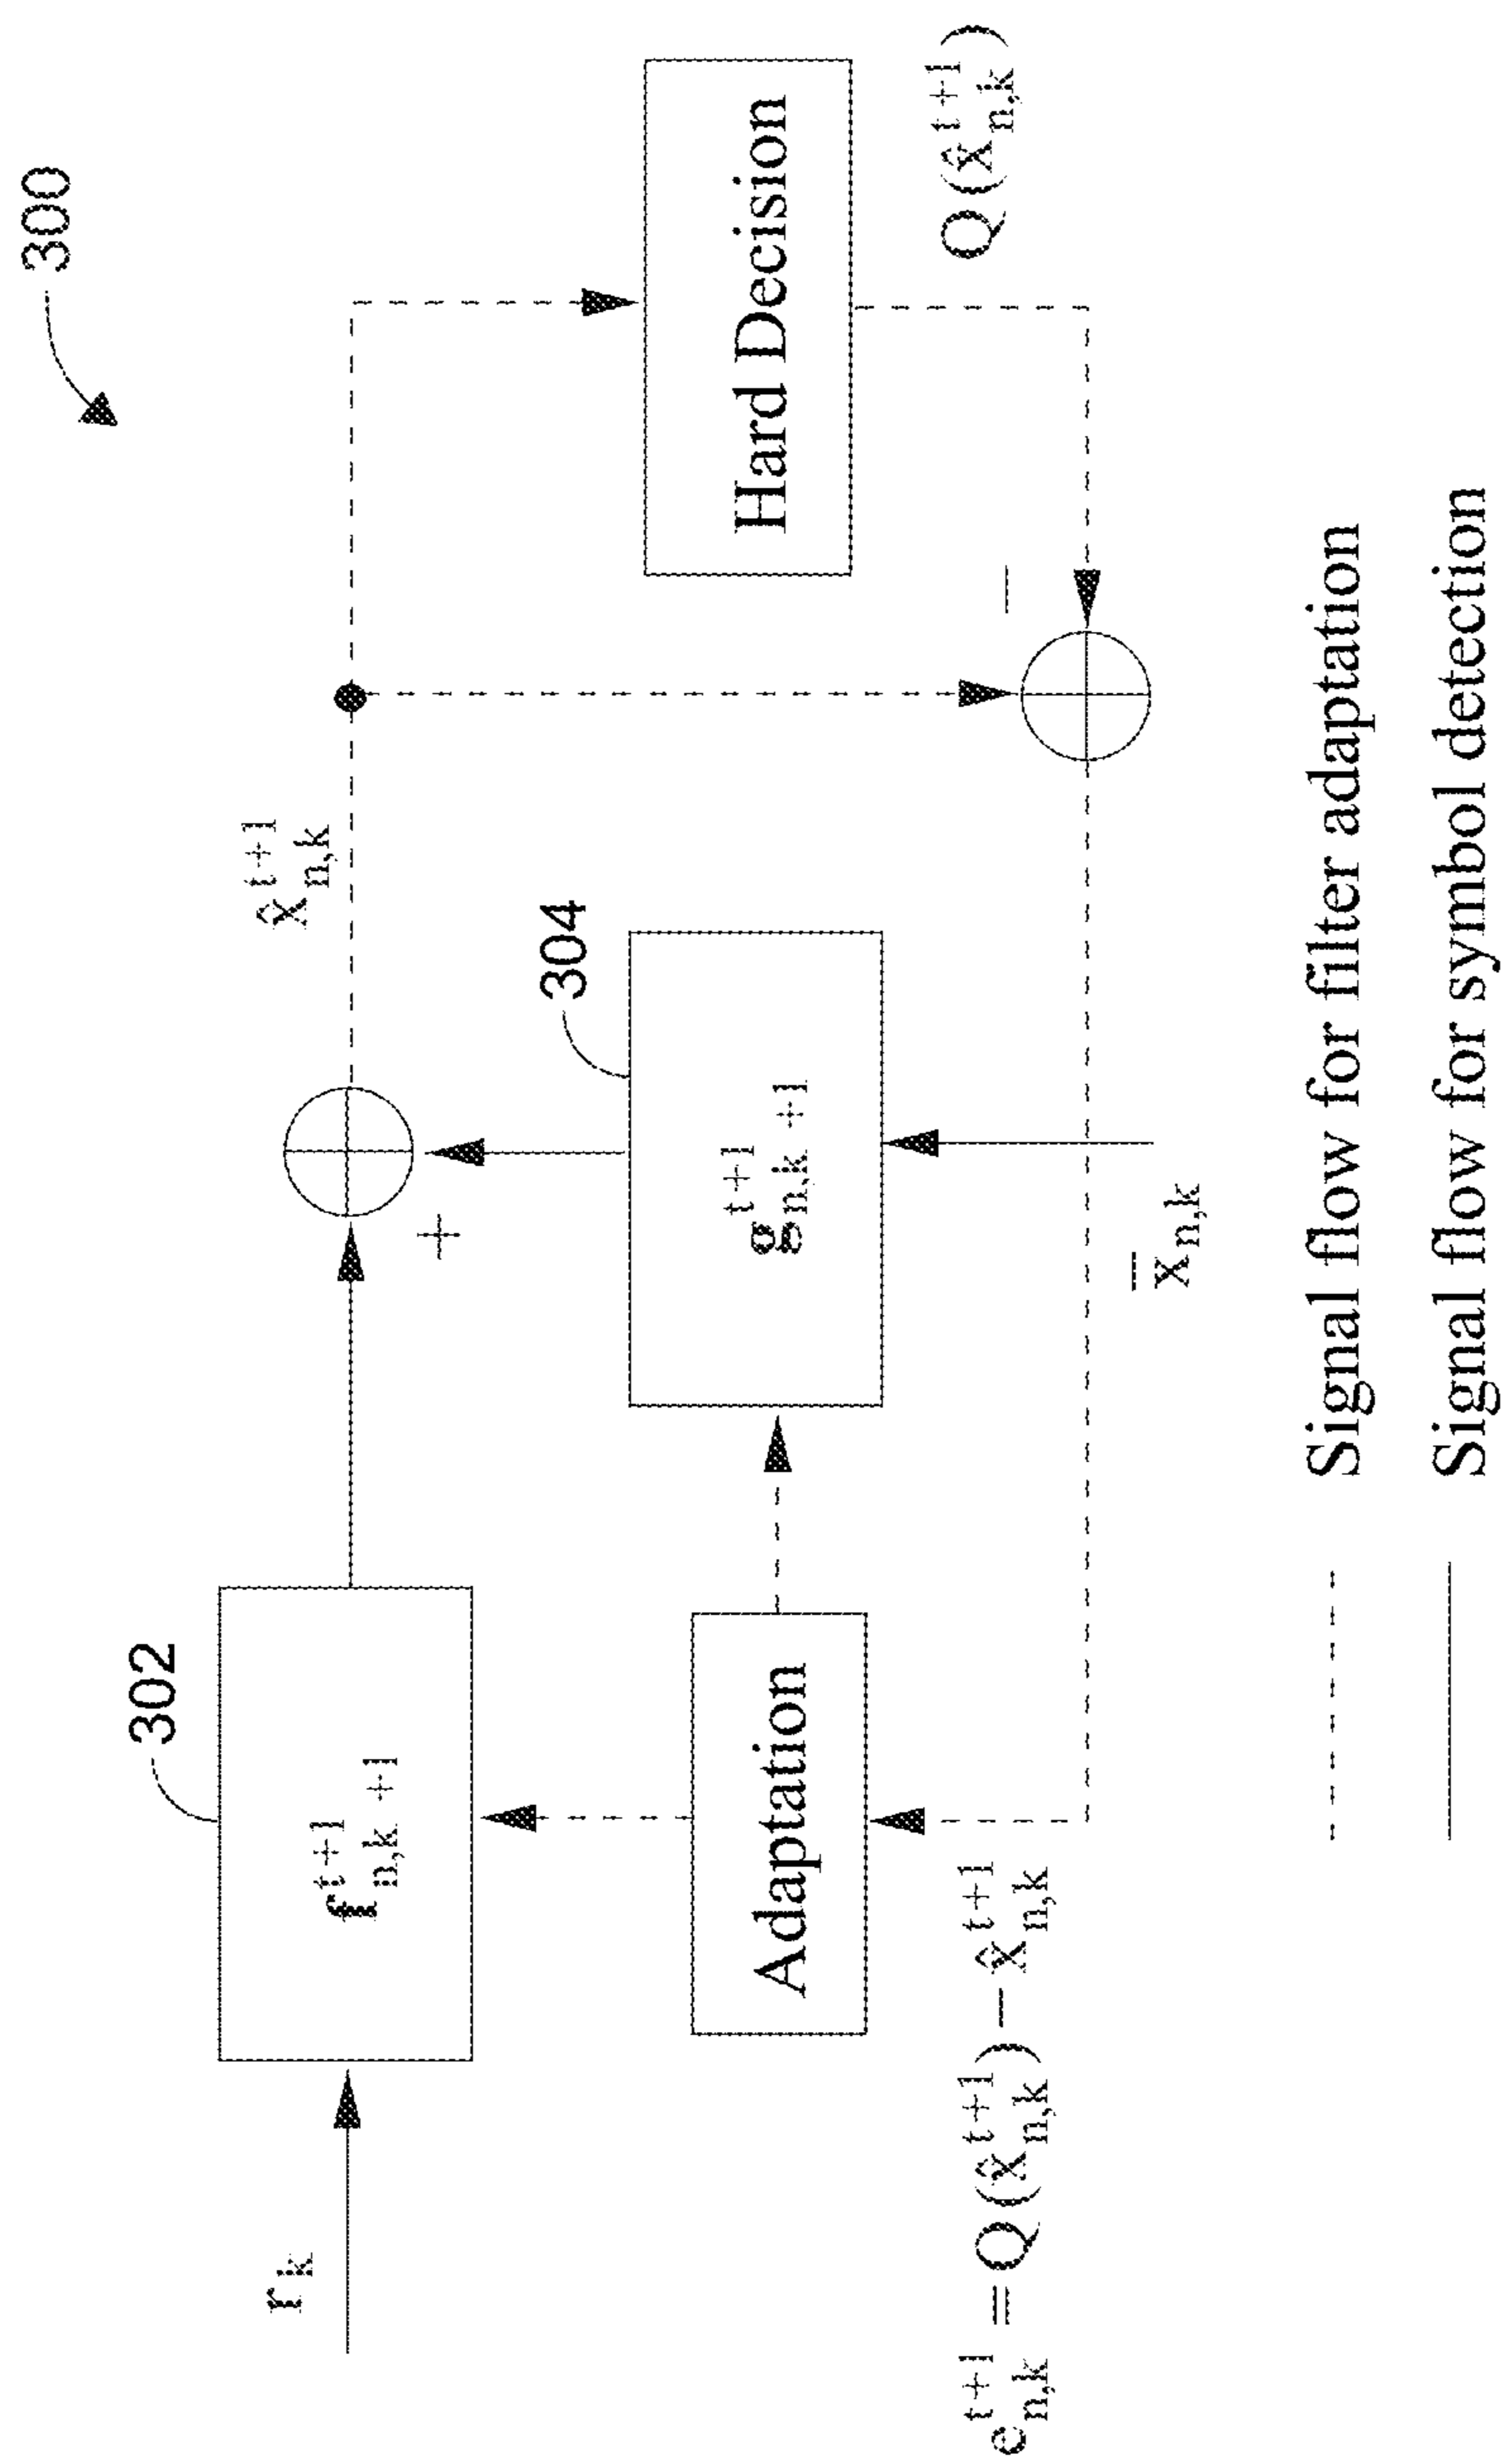 300
302
r_k
f^{t+1}_{n,k} +1
+
x̂^{t+1}_{n,k}
304
g^{t+1}_{n,k} +1
Adaptation
Hard Decision
−
Q(x̂^{t+1}_{n,k})
e^{t+1}_{n,k} =Q(x̂^{t+1}_{n,k})−x̂^{t+1}_{n,k}
x̄_{n,k}
Signal flow for filter adaptation
Signal flow for symbol detection